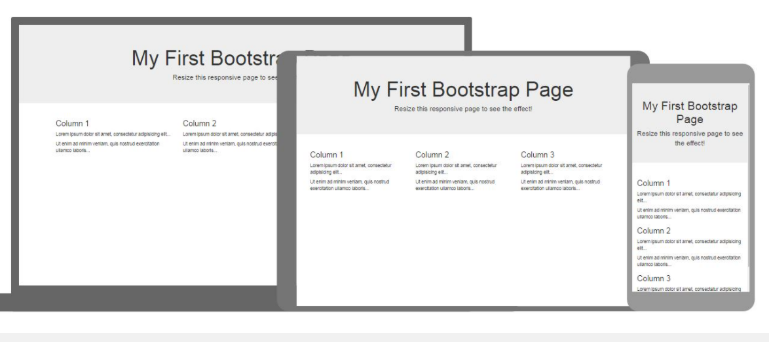 My First Bootstra
Resize this responsive page to see
Column 1
Lorem ipsum dolor sit amet, consectetur adipisicing elit...
Ut enim ad minim veniam, quis nostrud exercitation
ullamco laboris...
Column 2
Lorem ipsum dolor sit amet, consectetur
Ut enim ad minim veniam, quis nostrud
ullamco laboris...
My First Bootstrap Page
Resize this responsive page to see the effect!
Column 1
Lorem ipsum dolor sit amet, consectetur
adipisicing elit...
Ut enim ad minim veniam, quis nostrud
exercitation ullamco laboris...
Column 2
Lorem ipsum dolor sit amet, consectetur
adipisicing elit...
Ut enim ad minim veniam, quis nostrud
exercitation ullamco laboris...
Column 3
Lorem ipsum dolor sit amet, consectetur
adipisicing elit...
Ut enim ad minim veniam, quis nostrud
exercitation ullamco laboris...
My First Bootstrap
Page
Resize this responsive page to see
the effect!
Column 1
Lorem ipsum dolor sit amet, consectetur adipisicing
elit...
Ut enim ad minim veniam, quis nostrud exercitation
ullamco laboris...
Column 2
Lorem ipsum dolor sit amet, consectetur adipisicing
elit...
Ut enim ad minim veniam, quis nostrud exercitation
ullamco laboris...
Column 3
Lorem ipsum dolor sit amet, consectetur adipisicing